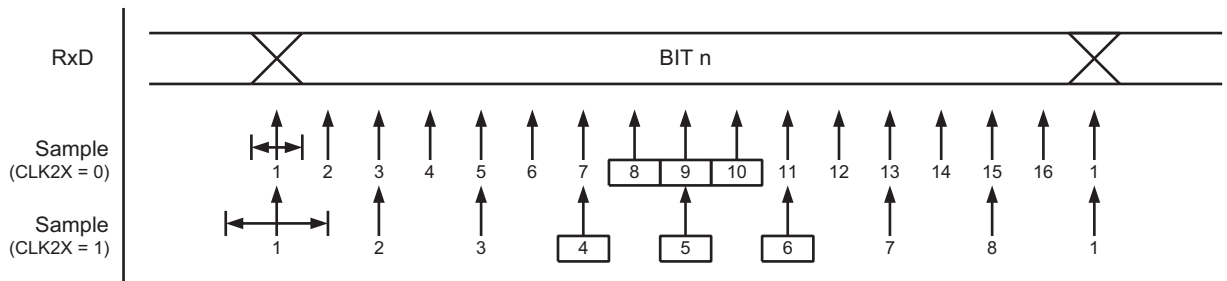 RxD BIT n
Sample
(CLK2X = 0) 1 2 3 4 5 6 7 8 9 10 11 12 13 14 15 16 1
Sample
(CLK2X = 1) 1 2 3 4 5 6 7 8 1